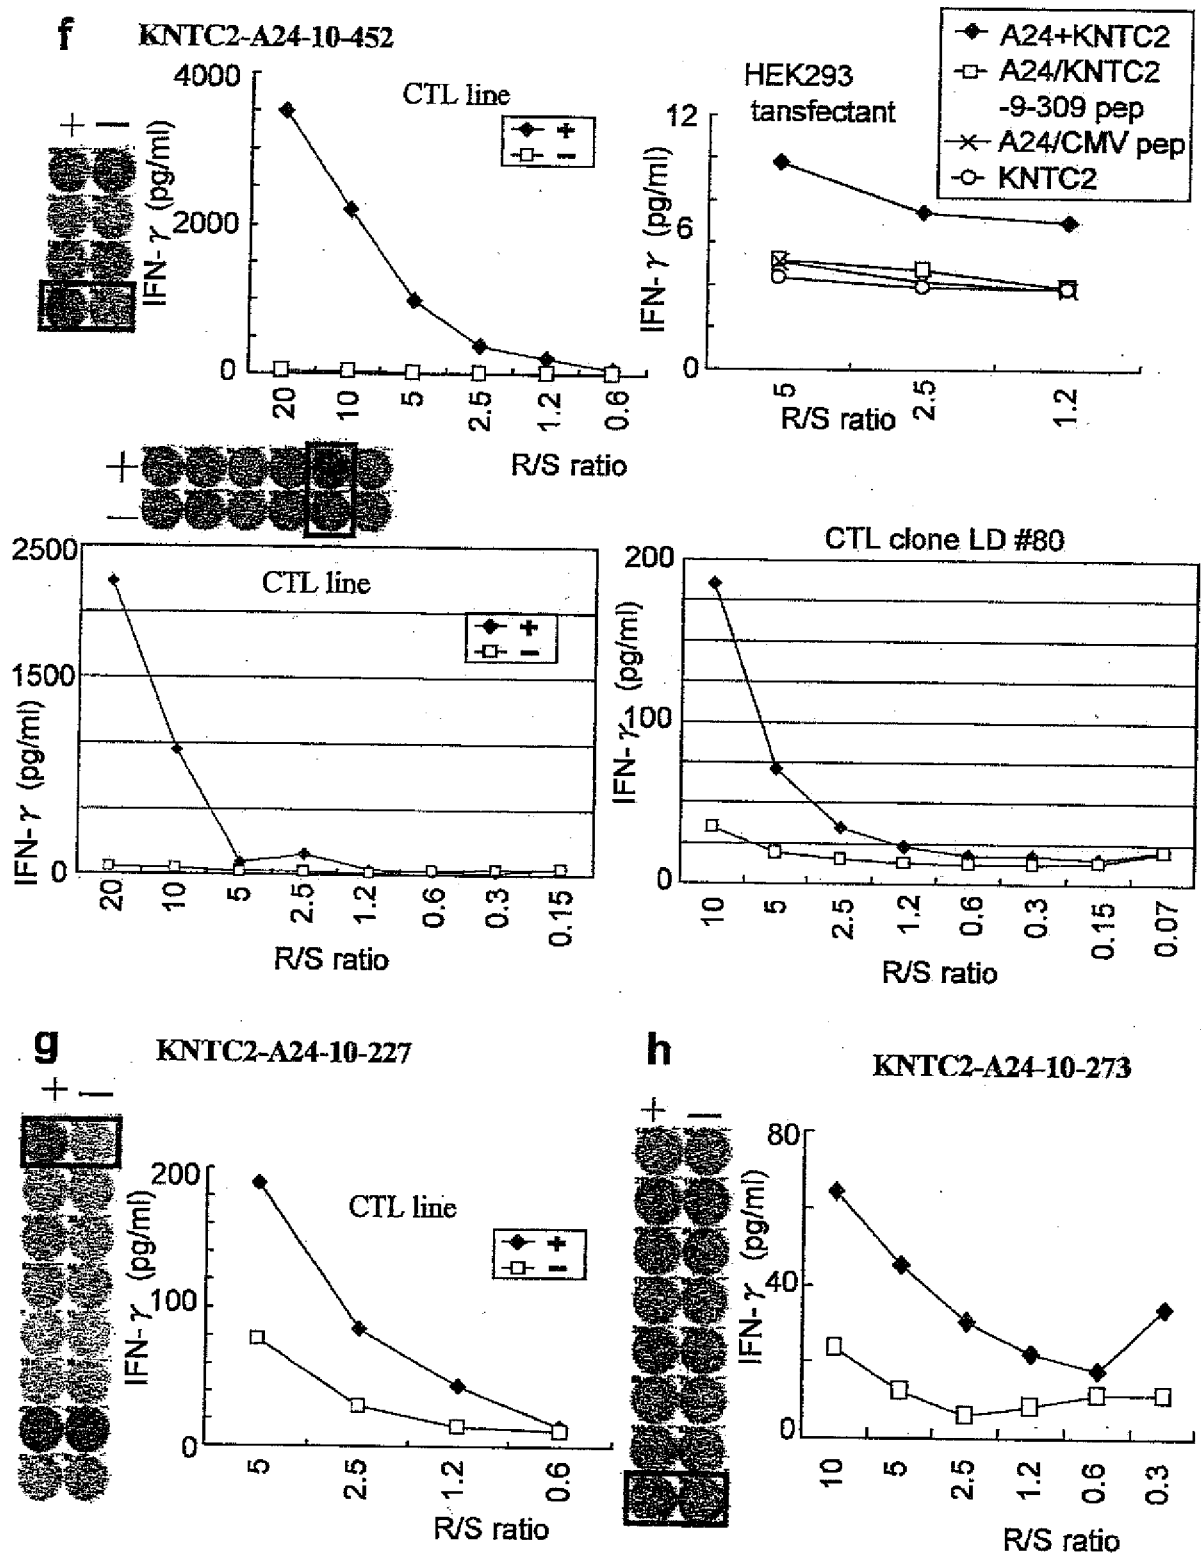 f KNTC2-A24-10-452
+ −
IFN-γ (pg/ml)
4000
2000
0
CTL line
+
−
20 10 5 2.5 1.2 0.6
R/S ratio
HEK293
tansfectant
A24+KNTC2
A24/KNTC2
-9-309 pep
A24/CMV pep
KNTC2
IFN-γ (pg/ml)
12
6
0
5 2.5 1.2
R/S ratio
+
−
CTL line
+
−
IFN-γ (pg/ml)
2500
1500
0
20 10 5 2.5 1.2 0.6 0.3 0.15
R/S ratio
CTL clone LD #80
IFN-γ (pg/ml)
200
100
0
10 5 2.5 1.2 0.6 0.3 0.15 0.07
R/S ratio
g KNTC2-A24-10-227
+ −
IFN-γ (pg/ml)
200
100
0
CTL line
+
−
5 2.5 1.2 0.6
R/S ratio
h KNTC2-A24-10-273
+ −
IFN-γ (pg/ml)
80
40
0
10 5 2.5 1.2 0.6 0.3
R/S ratio